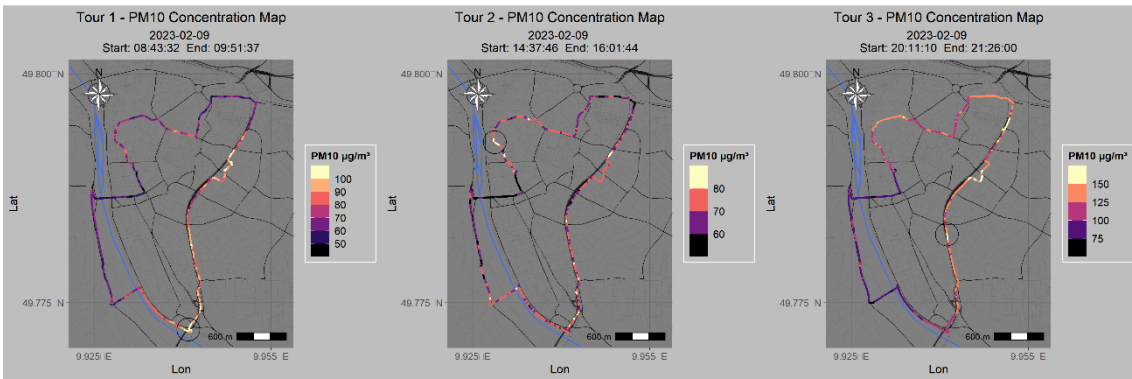 Tour 1 - PM10 Concentration Map
2023-02-09
Start: 08:43:32 End: 09:51:37
49.800 N
N
Lat
49.775 N
600 m
9.925 E
9.955 E
Lon
PM10 µg/m³
100
90
80
70
60
50
Tour 2 - PM10 Concentration Map
2023-02-09
Start: 14:37:46 End: 16:01:44
49.800 N
N
Lat
49.775 N
600 m
9.925 E
9.955 E
Lon
PM10 µg/m³
80
70
60
Tour 3 - PM10 Concentration Map
2023-02-09
Start: 20:11:10 End: 21:26:00
49.800 N
N
Lat
49.775 N
600 m
9.925 E
9.955 E
Lon
PM10 µg/m³
150
125
100
75